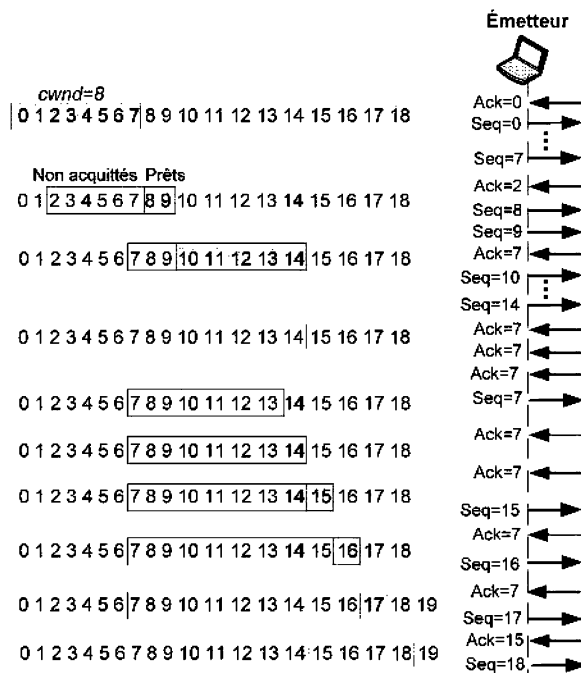 Émetteur
cwnd=8
0 1 2 3 4 5 6 7 8 9 10 11 12 13 14 15 16 17 18
Ack=0
Seq=0
Seq=7
Non acquittés Prêts
0 1 2 3 4 5 6 7 8 9 10 11 12 13 14 15 16 17 18
Ack=2
Seq=8
Seq=9
0 1 2 3 4 5 6 7 8 9 10 11 12 13 14 15 16 17 18
Ack=7
Seq=10
Seq=14
0 1 2 3 4 5 6 7 8 9 10 11 12 13 14 15 16 17 18
Ack=7
Ack=7
Ack=7
0 1 2 3 4 5 6 7 8 9 10 11 12 13 14 15 16 17 18
Seq=7
0 1 2 3 4 5 6 7 8 9 10 11 12 13 14 15 16 17 18
Ack=7
Ack=7
0 1 2 3 4 5 6 7 8 9 10 11 12 13 14 15 16 17 18
Seq=15
Ack=7
0 1 2 3 4 5 6 7 8 9 10 11 12 13 14 15 16 17 18
Seq=16
Ack=7
0 1 2 3 4 5 6 7 8 9 10 11 12 13 14 15 16 17 18 19
Seq=17
Ack=15
0 1 2 3 4 5 6 7 8 9 10 11 12 13 14 15 16 17 18 19
Seq=18